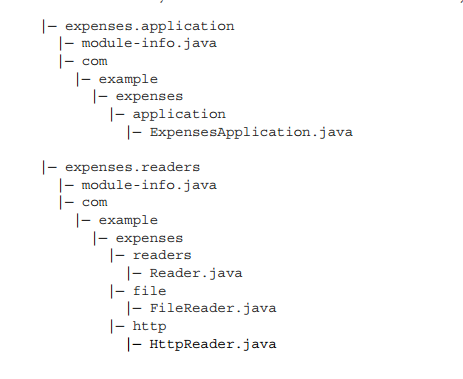 |─ expenses.application
|─ module-info.java
|─ com
|─ example
|─ expenses
|─ application
|─ ExpensesApplication.java
|─ expenses.readers
|─ module-info.java
|─ com
|─ example
|─ expenses
|─ readers
|─ Reader.java
|─ file
|─ FileReader.java
|─ http
|─ HttpReader.java